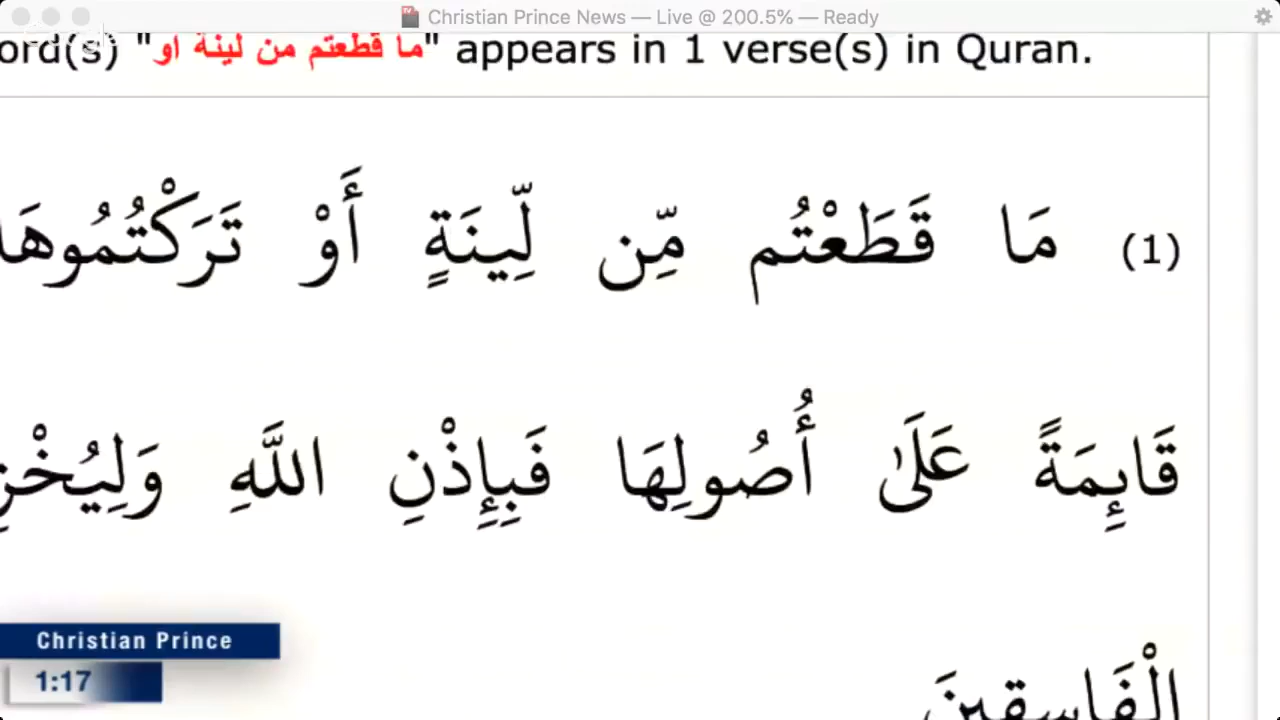 Christian Prince News — Live @ 200.5% — Ready
ord(s) "ما قطعتم من لينة او" appears in 1 verse(s) in Quran.
(1) مَا قَطَعْتُم مِّن لِّينَةٍ أَوْ تَرَكْتُمُوهَا
قَائِمَةً عَلَىٰ أُصُولِهَا فَبِإِذْنِ اللَّهِ وَلِيُخْزِ
الْفَاسِقِينَ
Christian Prince
1:17